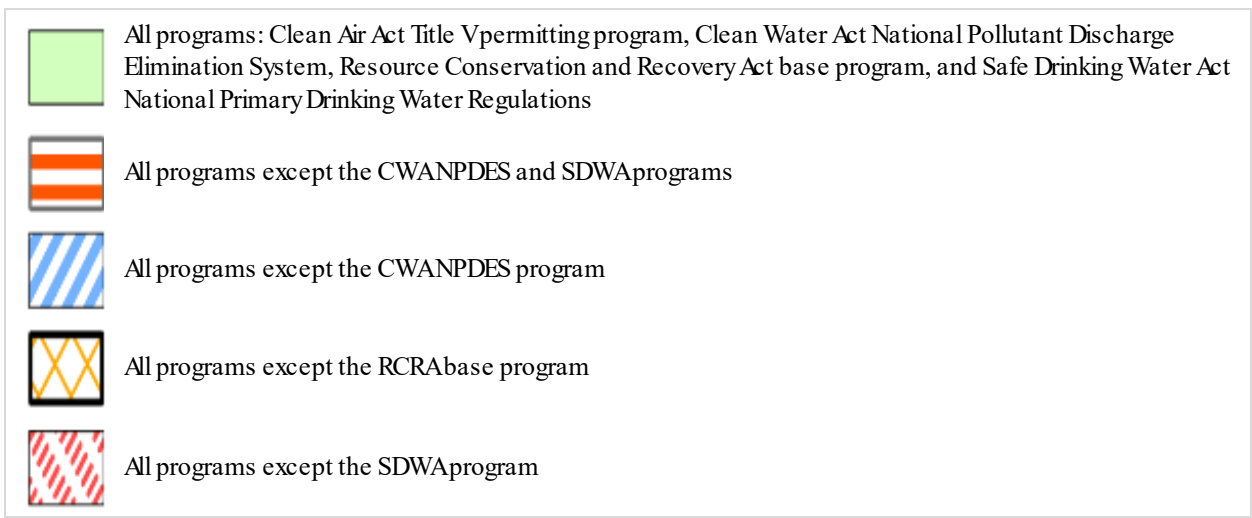 All programs: Clean Air Act Title Vpermitting program, Clean Water Act National Pollutant Discharge
Elimination System, Resource Conservation and Recovery Act base program, and Safe Drinking Water Act
National Primary Drinking Water Regulations
All programs except the CWANPDES and SDWAprograms
All programs except the CWANPDES program
All programs except the RCRAbase program
All programs except the SDWAprogram